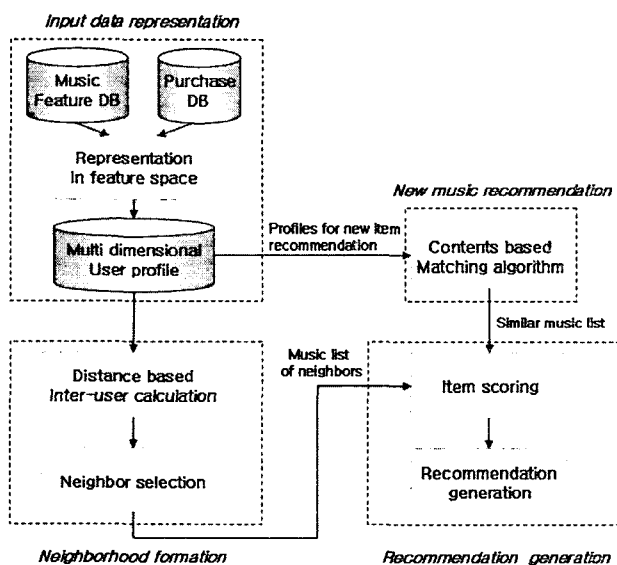 Input data representation
Music
Feature DB
Purchase
DB
Representation
In feature space
Multi dimensional
User profile
Profiles for new item
recommendation
New music recommendation
Contents based
Matching algorithm
Similar music list
Distance based
Inter-user calculation
Neighbor selection
Neighborhood formation
Music list
of neighbors
Item scoring
Recommendation
generation
Recommendation generation